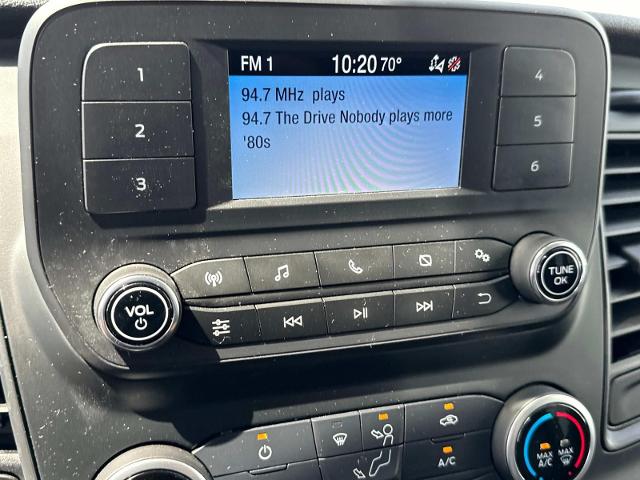 FM 1 10:20 70°
94.7 MHz plays
94.7 The Drive Nobody plays more
'80s
1
2
3
4
5
6
VOL
TUNE
OK
A/C
MAX
A/C
MAX